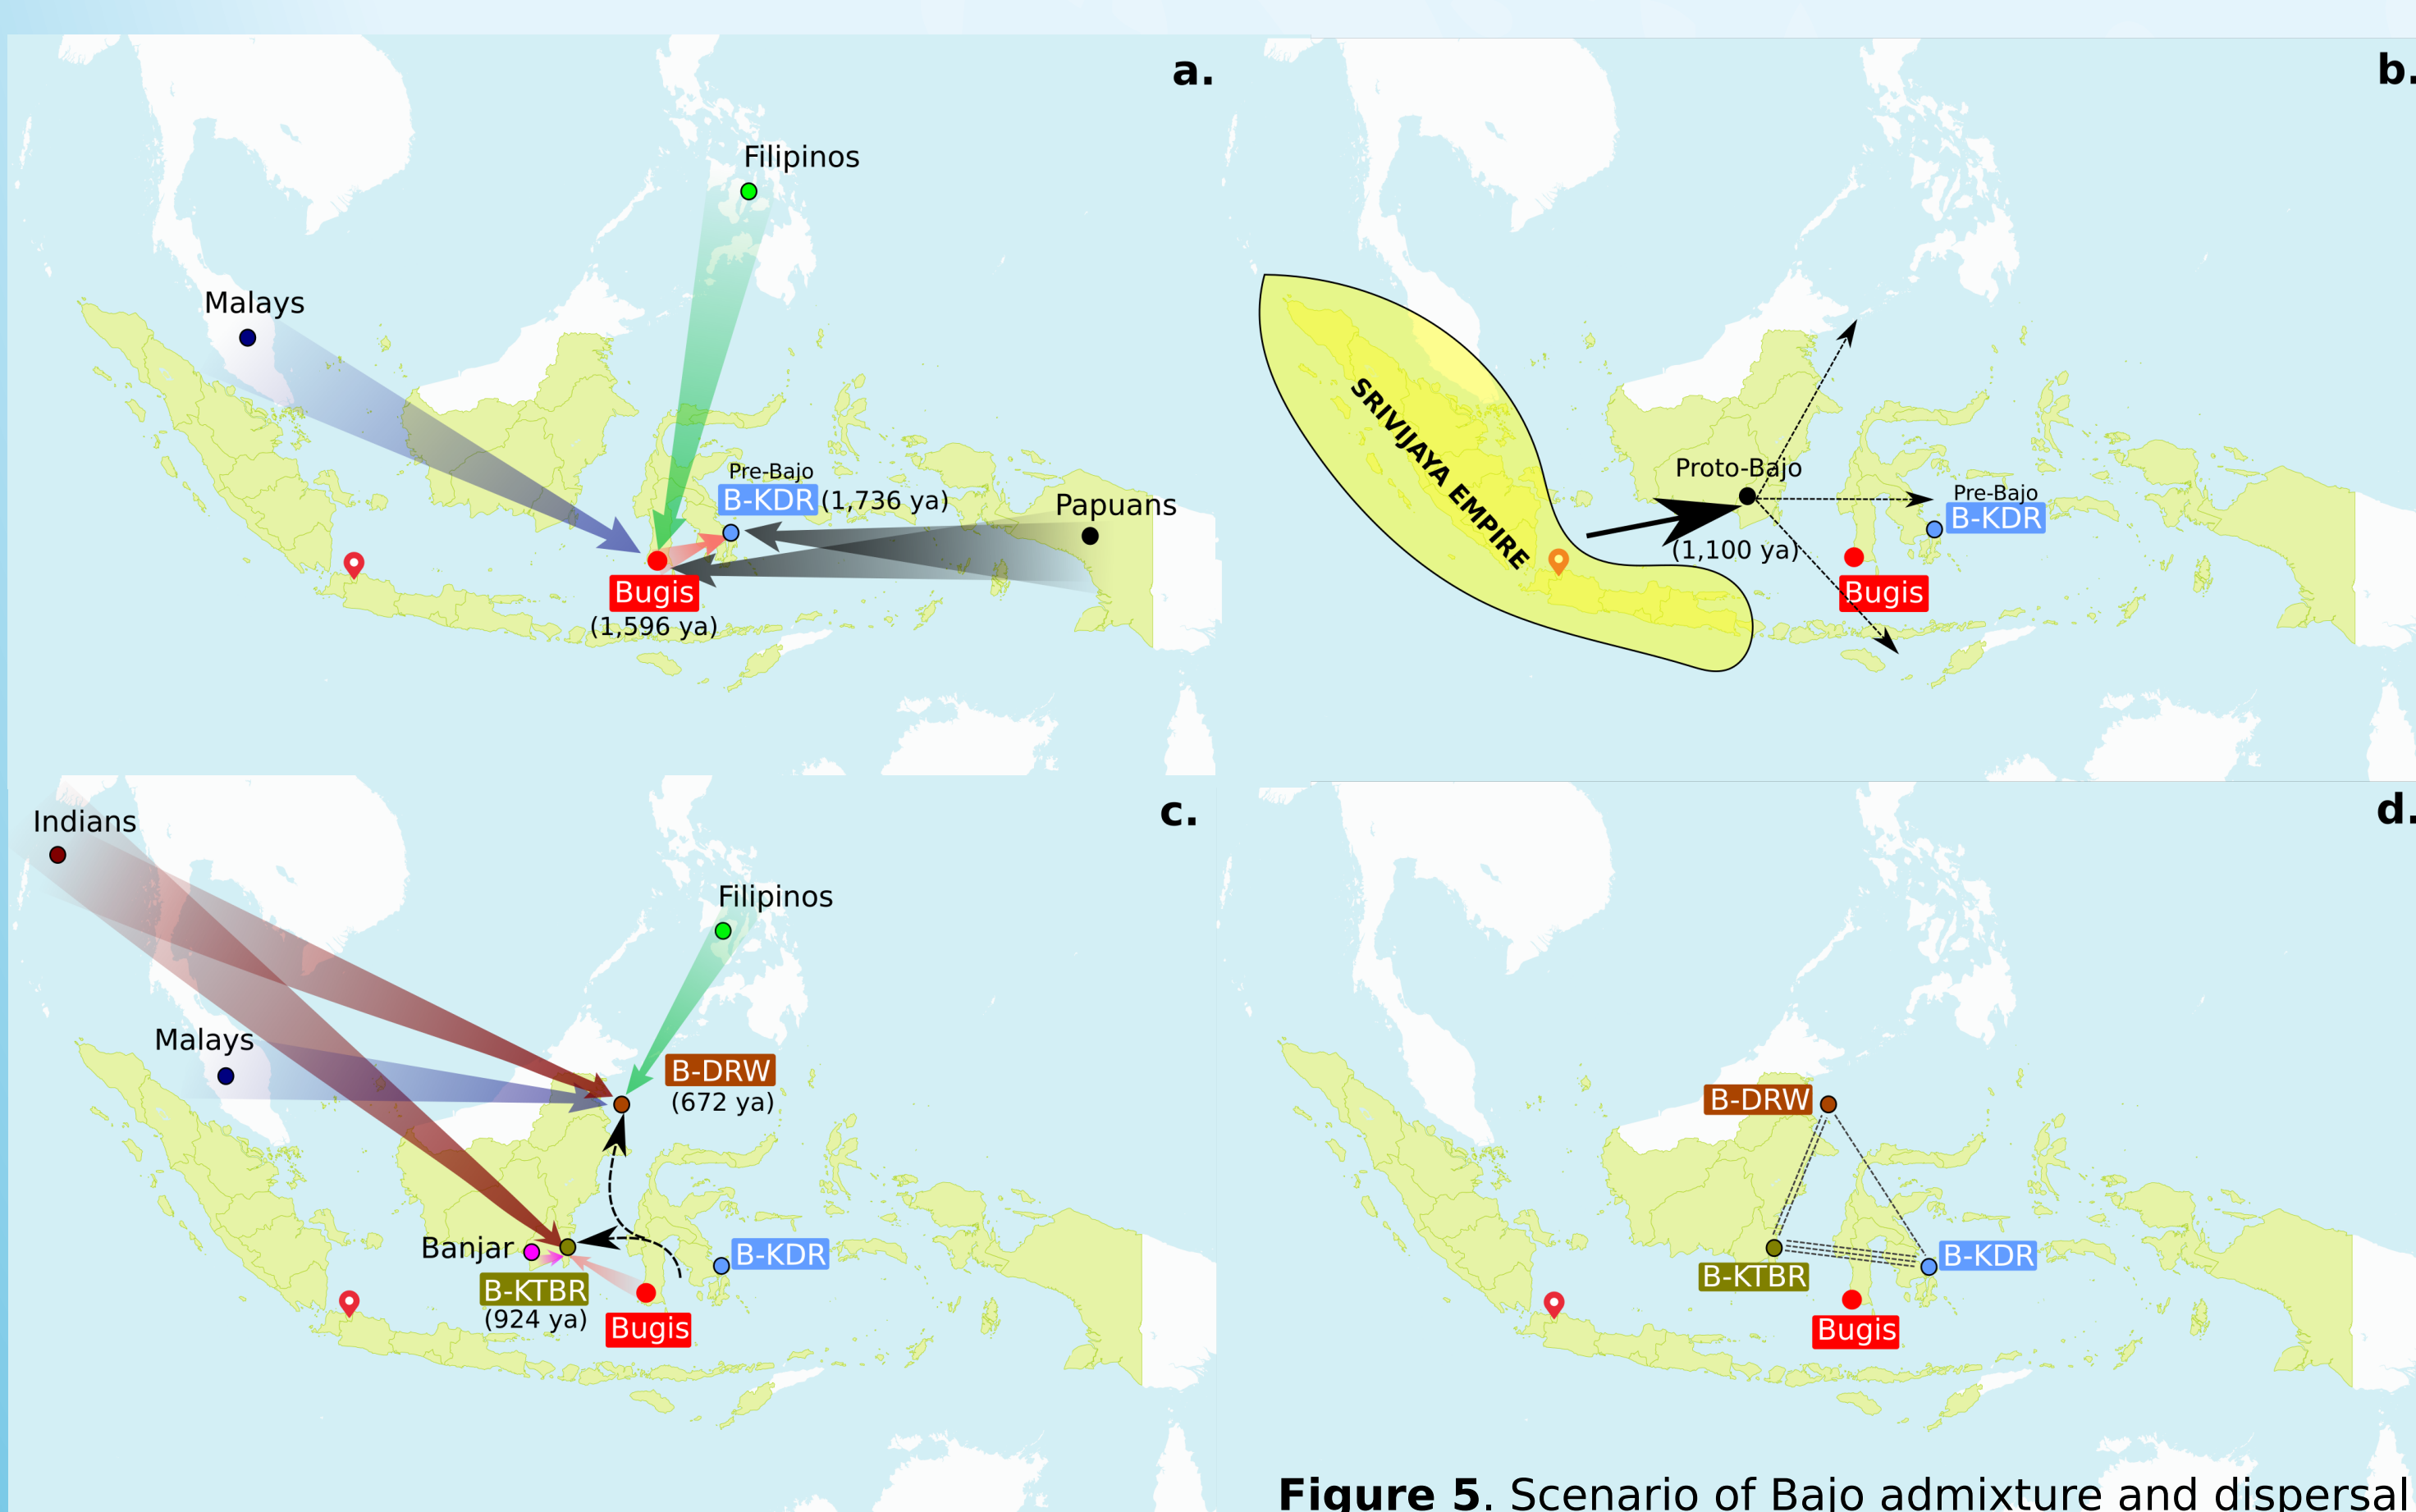 a.
Filipinos
Malays
Pre-Bajo
B-KDR (1,736 ya)
Papuans
Bugis
(1,596 ya)
b.
SRIVIJAYA EMPIRE
Proto-Bajo
(1,100 ya)
Pre-Bajo
B-KDR
Bugis
c.
Indians
Filipinos
Malays
B-DRW
(672 ya)
Banjar
B-KDR
B-KTBR
(924 ya)
Bugis
d.
B-DRW
B-KTBR
B-KDR
Bugis
Figure 5. Scenario of Bajo admixture and dispersal